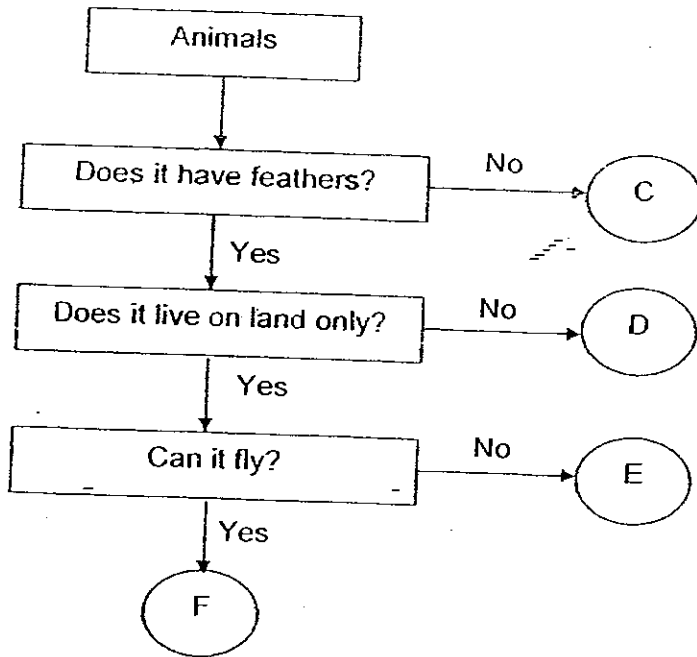 Animals
Does it have feathers?
No
C
Yes
Does it live on land only?
No
D
Yes
Can it fly?
No
E
Yes
F